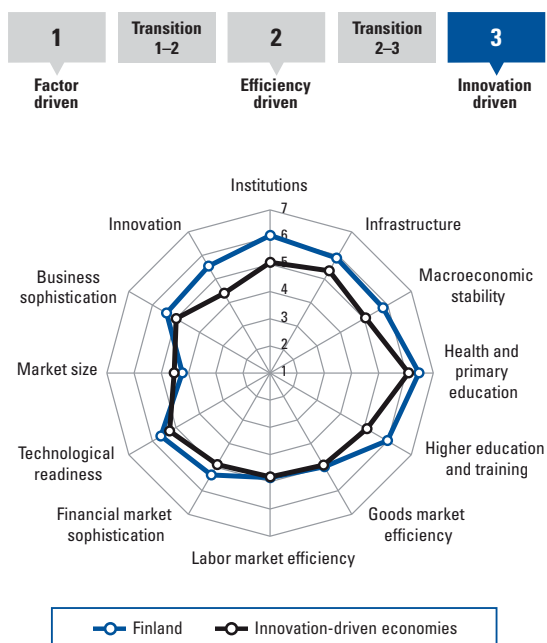 1
Transition
1–2
2
Transition
2–3
3
Factor
driven
Efficiency
driven
Innovation
driven
Institutions
7
6
5
4
3
2
1
Infrastructure
Macroeconomic
stability
Health and
primary
education
Higher education
and training
Goods market
efficiency
Labor market efficiency
Financial market
sophistication
Technological
readiness
Market size
Business
sophistication
Innovation
Finland
Innovation-driven economies